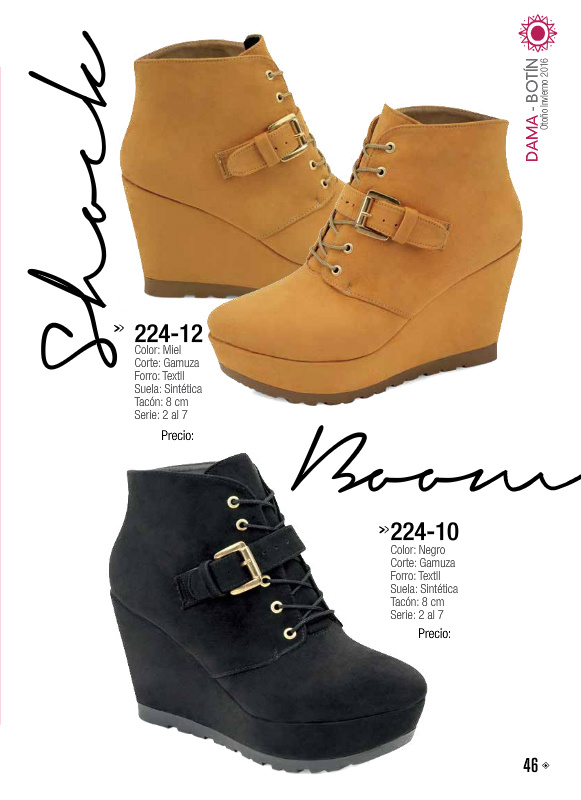 DAMA - BOTÍN
Otoño Invierno 2016
Shock
224-12
Color: Miel
Corte: Gamuza
Forro: Textil
Suela: Sintética
Tacón: 8 cm
Serie: 2 al 7
Precio:
Boom
224-10
Color: Negro
Corte: Gamuza
Forro: Textil
Suela: Sintética
Tacón: 8 cm
Serie: 2 al 7
Precio:
46